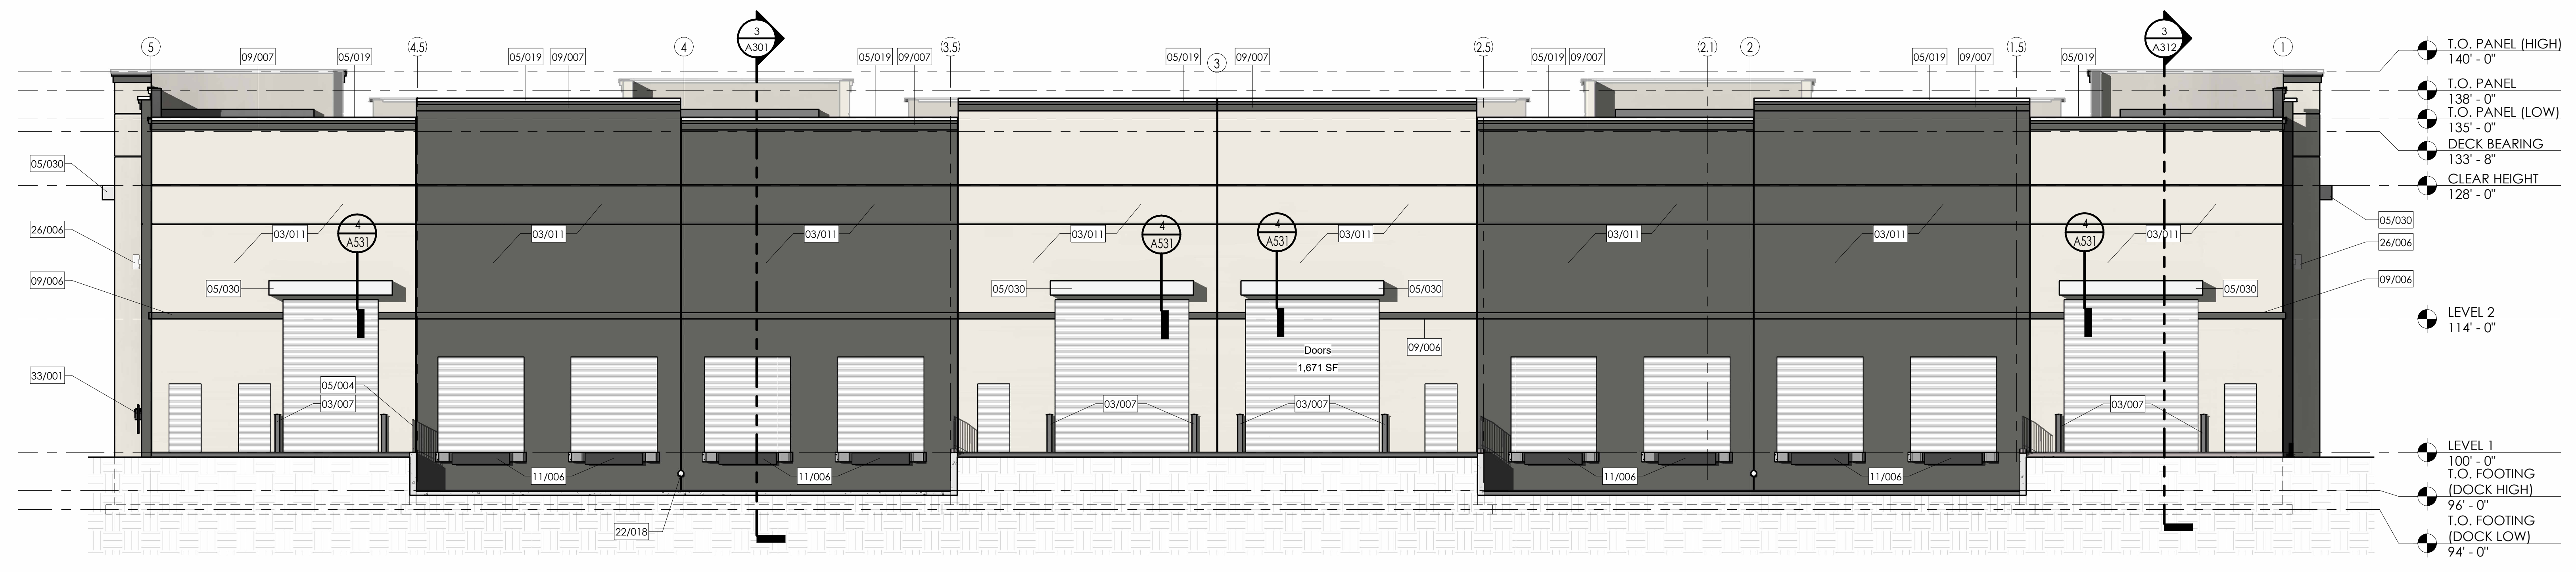 3
A301
3
A312
5
(4.5)
4
(3.5)
3
(2.5)
(2.1)
2
(1.5)
1
09/007
05/019
05/019
09/007
05/019
09/007
05/019
09/007
05/019
09/007
05/019
09/007
05/019
T.O. PANEL (HIGH)
140' - 0"
T.O. PANEL
138' - 0"
T.O. PANEL (LOW)
135' - 0"
DECK BEARING
133' - 8"
CLEAR HEIGHT
128' - 0"
LEVEL 2
114' - 0"
LEVEL 1
100' - 0"
T.O. FOOTING
(DOCK HIGH)
96' - 0"
T.O. FOOTING
(DOCK LOW)
94' - 0"
05/030
26/006
09/006
33/001
03/011
4
A531
03/011
03/011
03/011
4
A531
4
A531
03/011
03/011
03/011
4
A531
03/011
05/030
26/006
09/006
05/030
05/030
05/030
05/030
09/006
Doors
1,671 SF
05/004
03/007
03/007
03/007
03/007
11/006
11/006
11/006
11/006
22/018